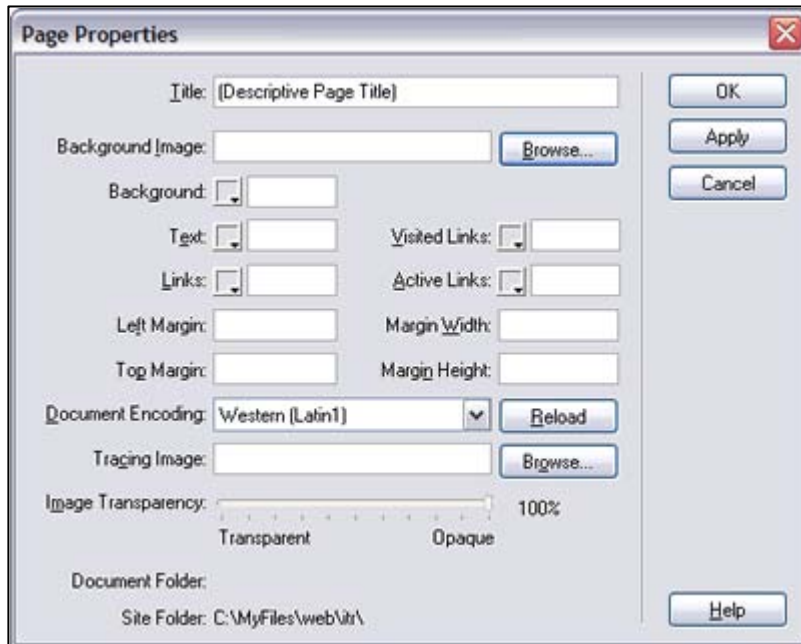 Page Properties
Title: (Descriptive Page Title) OK
Background Image: Browse... Apply
Background: Cancel
Text: Visited Links:
Links: Active Links:
Left Margin: Margin Width:
Top Margin: Margin Height:
Document Encoding: Western (Latin1) Reload
Tracing Image: Browse...
Image Transparency: 100%
Transparent Opaque
Document Folder:
Site Folder: C:\MyFiles\web\itr\ Help